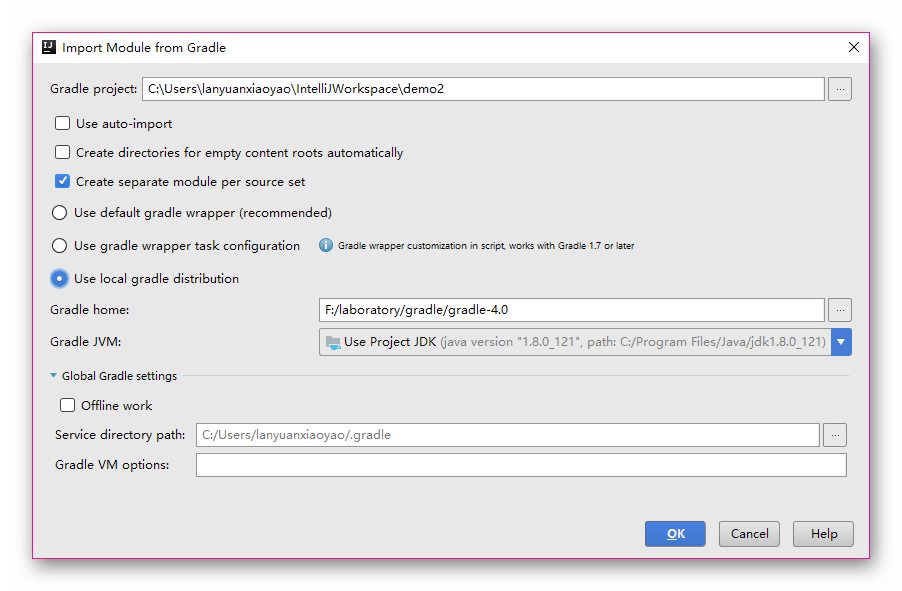 Import Module from Gradle
Gradle project: C:\Users\lanyuanxiaoyao\IntelliJWorkspace\demo2 ...
Use auto-import
Create directories for empty content roots automatically
Create separate module per source set
Use default gradle wrapper (recommended)
Use gradle wrapper task configuration Gradle wrapper customization in script, works with Gradle 1.7 or later
Use local gradle distribution
Gradle home: F:/laboratory/gradle/gradle-4.0 ...
Gradle JVM: Use Project JDK (java version "1.8.0_121", path: C:/Program Files/Java/jdk1.8.0_121)
Global Gradle settings
Offline work
Service directory path: C:/Users/lanyuanxiaoyao/.gradle ...
Gradle VM options:
OK Cancel Help